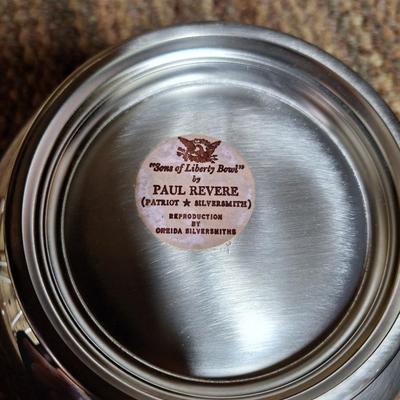 "Sons of Liberty Bowl"
by
PAUL REVERE
(PATRIOT ★ SILVERSMITH)
REPRODUCTION
BY
ONEIDA SILVERSMITHS